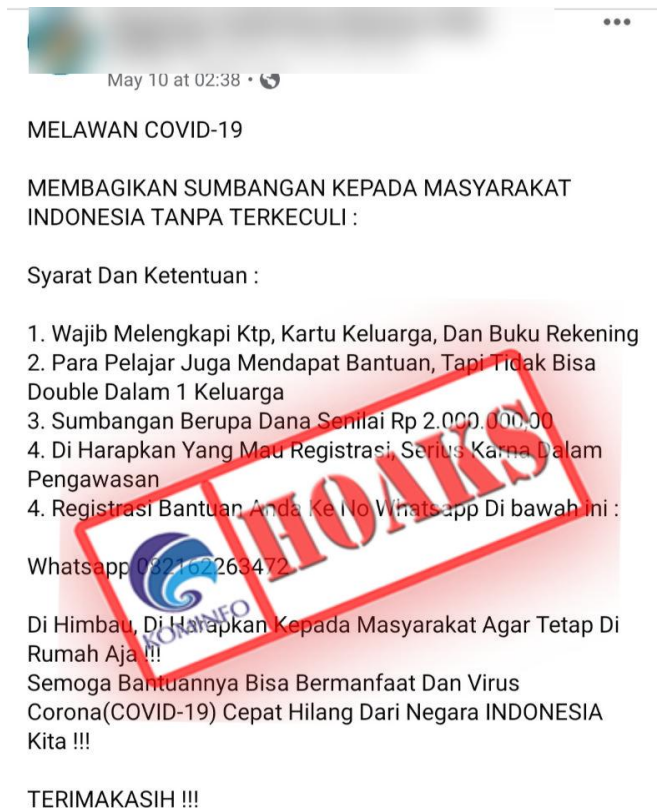 May 10 at 02:38
MELAWAN COVID-19
MEMBAGIKAN SUMBANGAN KEPADA MASYARAKAT
INDONESIA TANPA TERKECULI :
Syarat Dan Ketentuan :
1. Wajib Melengkapi Ktp, Kartu Keluarga, Dan Buku Rekening
2. Para Pelajar Juga Mendapat Bantuan, Tapi Tidak Bisa
Double Dalam 1 Keluarga
3. Sumbangan Berupa Dana Senilai Rp 2.000.000,00
4. Di Harapkan Yang Mau Registrasi, Serius Karna Dalam
Pengawasan
4. Registrasi Bantuan Anda Ke No Whatsapp Di bawah ini :
Whatsapp 082162263472
Di Himbau, Di Harapkan Kepada Masyarakat Agar Tetap Di
Rumah Aja !!!
Semoga Bantuannya Bisa Bermanfaat Dan Virus
Corona(COVID-19) Cepat Hilang Dari Negara INDONESIA
Kita !!!
TERIMAKASIH !!!
KOMINFO
HOAKS